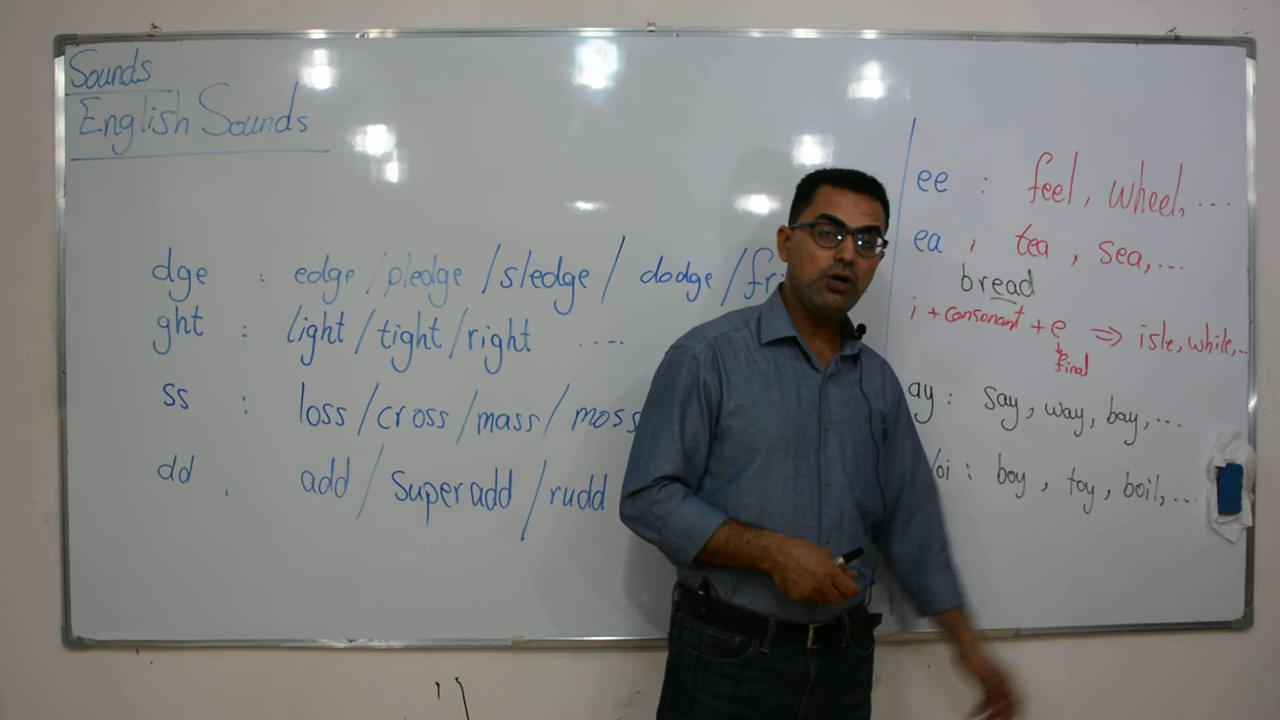 Sounds
English Sounds
dge : edge / pledge / sledge / dodge / fri
ght : light / tight / right ....
ss : loss / cross / mass / moss
dd : add / Superadd / rudd
ee : feel, wheel, ...
ea , tea , sea, ...
bread
i + consonant + e ⇒ isle, while, ..
final
ay : say, way, bay, ...
/oi : boy , toy , boil, ...